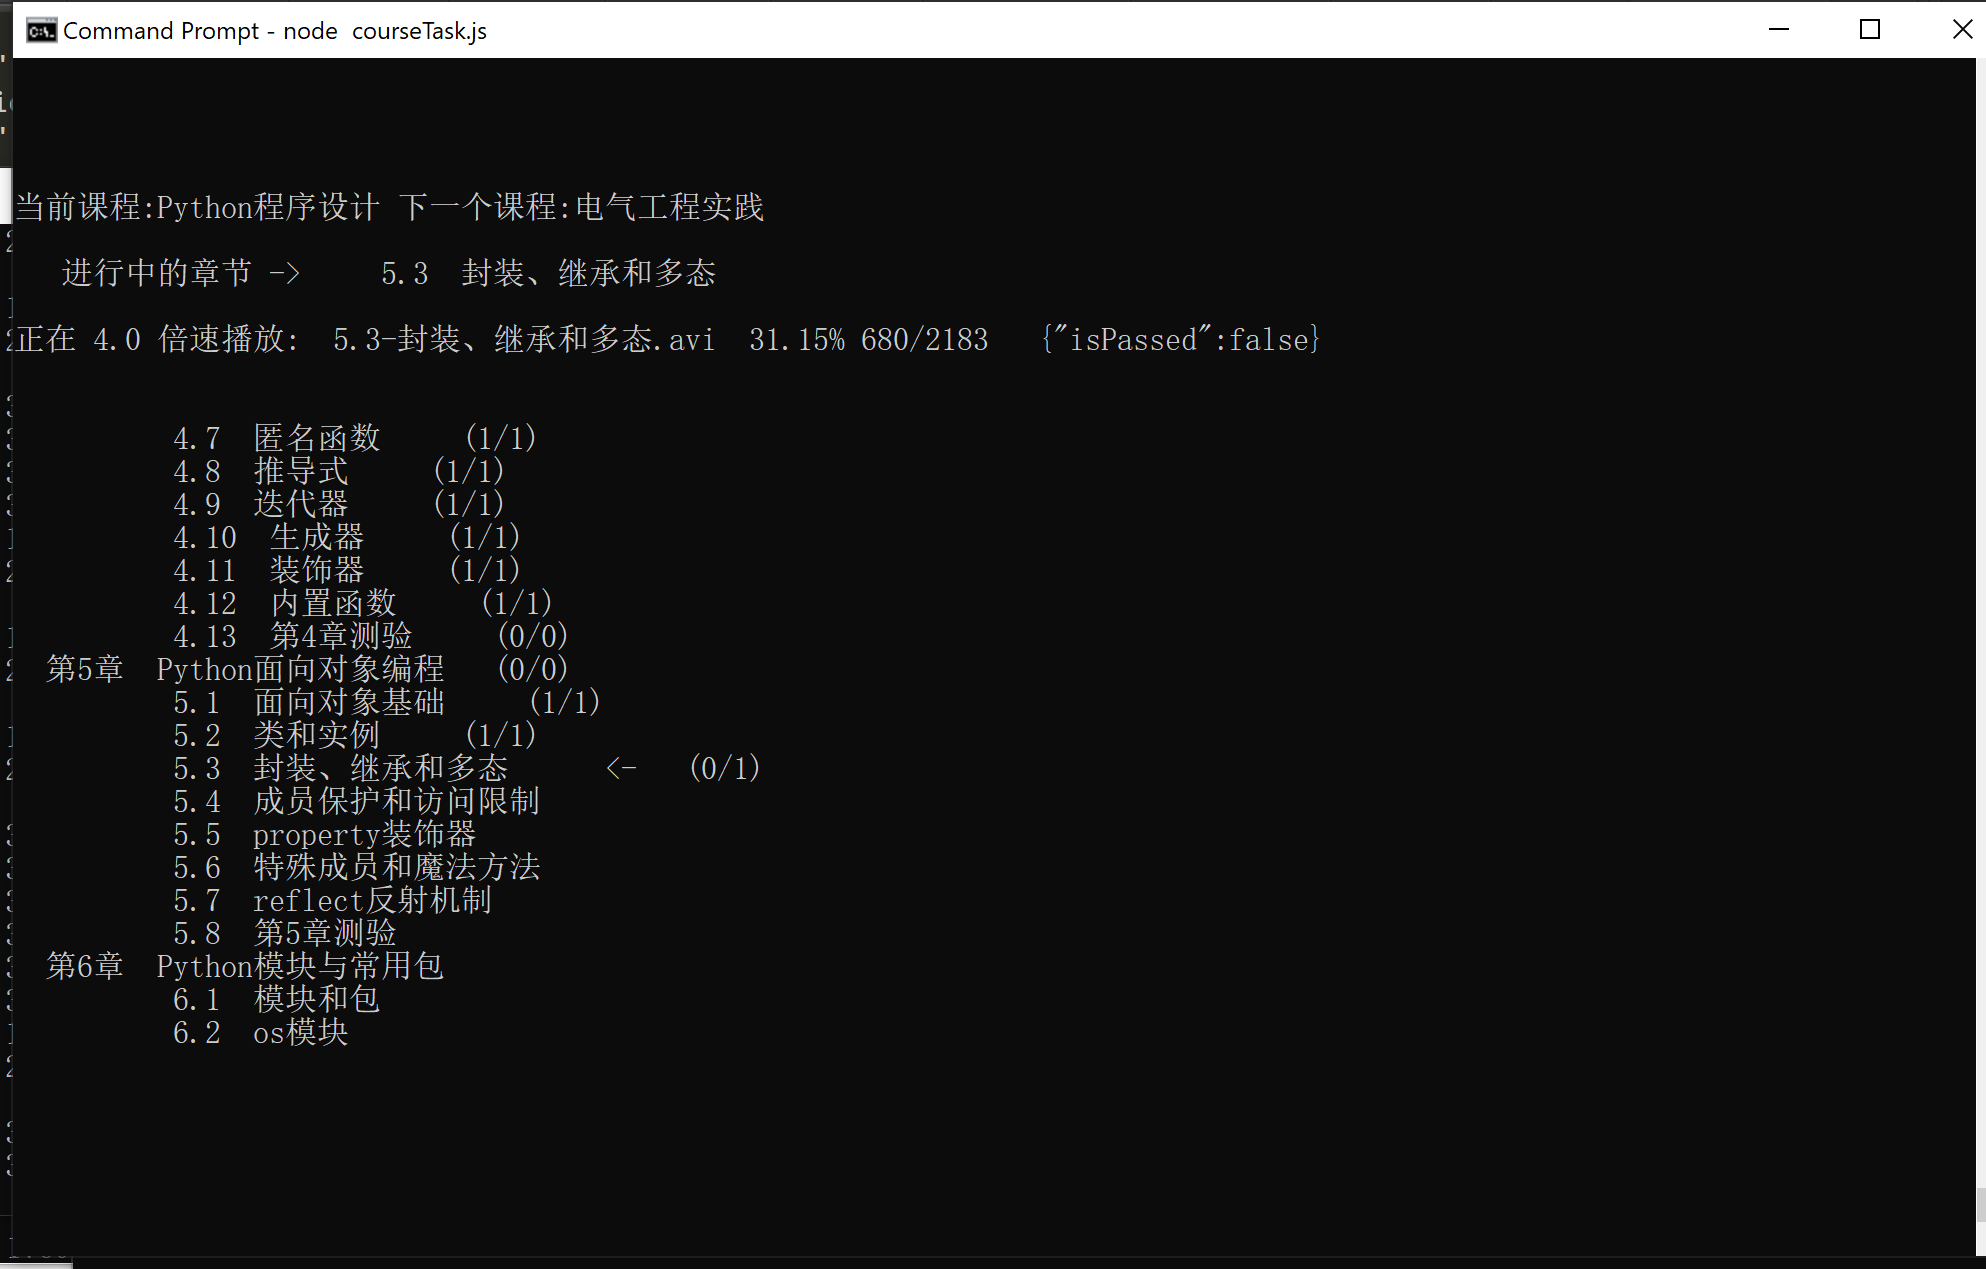 Command Prompt - node  courseTask.js
当前课程:Python程序设计 下一个课程:电气工程实践
进行中的章节 ->     5.3  封装、继承和多态
正在 4.0 倍速播放:  5.3-封装、继承和多态.avi  31.15% 680/2183   {"isPassed":false}
4.7  匿名函数     (1/1)
4.8  推导式     (1/1)
4.9  迭代器     (1/1)
4.10  生成器     (1/1)
4.11  装饰器     (1/1)
4.12  内置函数     (1/1)
4.13  第4章测验     (0/0)
第5章  Python面向对象编程   (0/0)
5.1  面向对象基础     (1/1)
5.2  类和实例     (1/1)
5.3  封装、继承和多态      <-   (0/1)
5.4  成员保护和访问限制
5.5  property装饰器
5.6  特殊成员和魔法方法
5.7  reflect反射机制
5.8  第5章测验
第6章  Python模块与常用包
6.1  模块和包
6.2  os模块